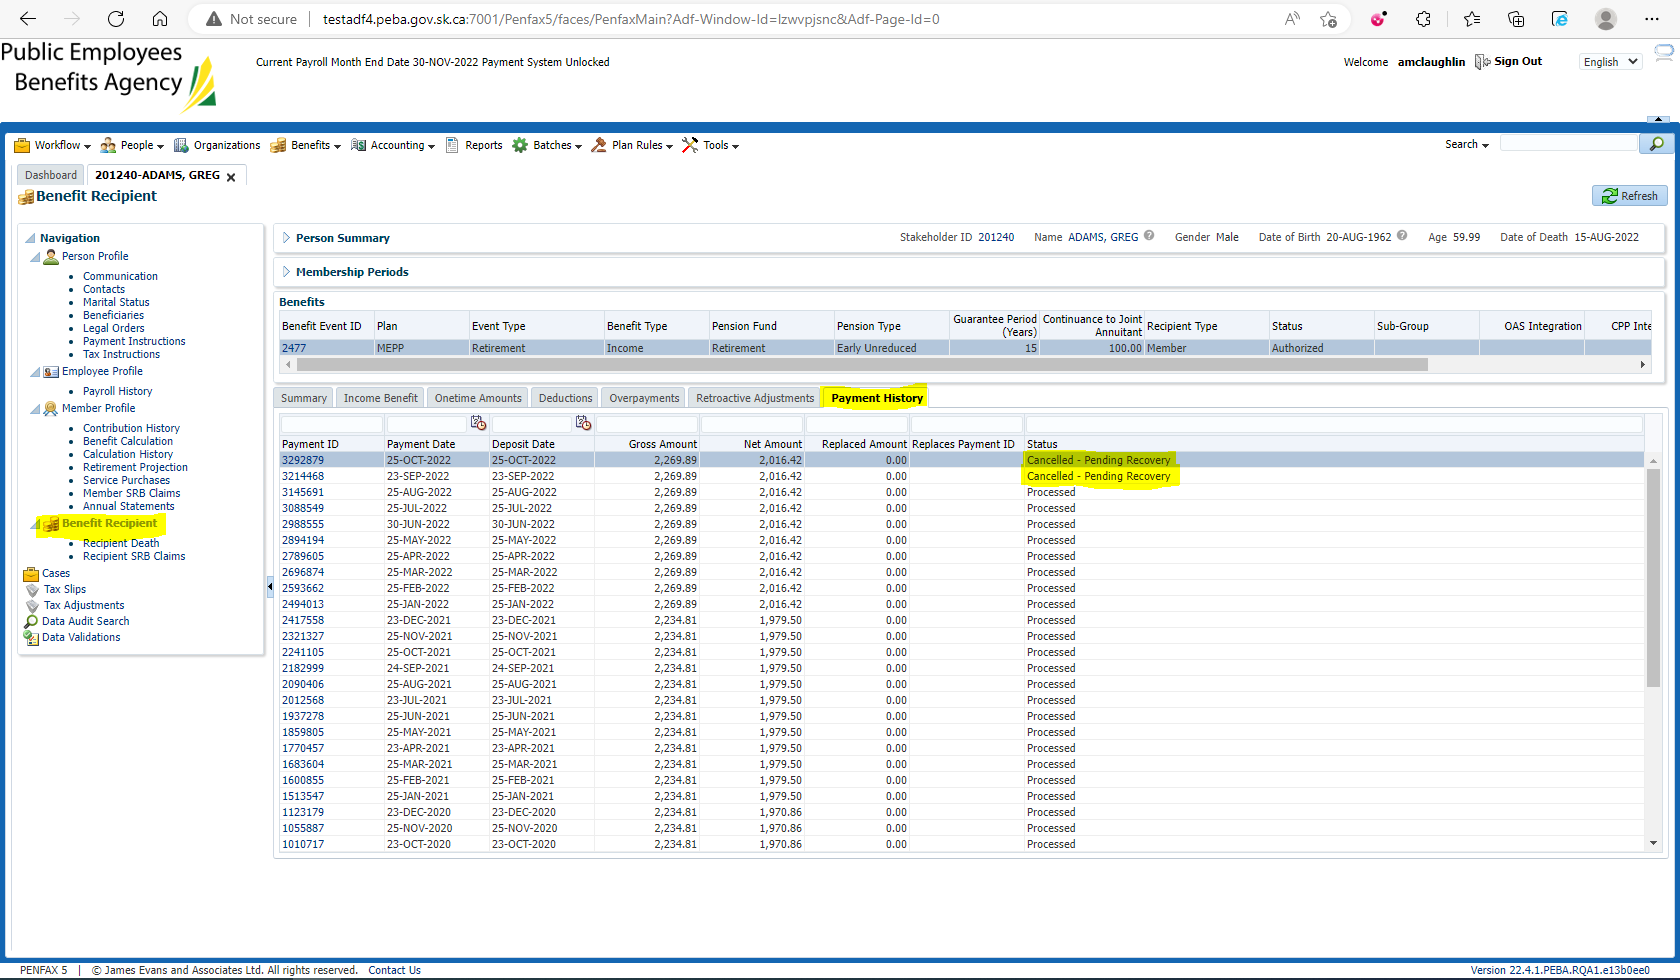 Not secure | testadf4.peba.gov.sk.ca:7001/Penfax5/faces/PenfaxMain?Adf-Window-Id=lzwvpjsnc&Adf-Page-Id=0
Public Employees
Benefits Agency
Current Payroll Month End Date 30-NOV-2022 Payment System Unlocked
Welcome amclaughlin Sign Out English
Workflow People Organizations Benefits Accounting Reports Batches Plan Rules Tools Search
Dashboard 201240-ADAMS, GREG
Benefit Recipient
Refresh
Navigation
Person Profile
Communication
Contacts
Marital Status
Beneficiaries
Legal Orders
Payment Instructions
Tax Instructions
Employee Profile
Payroll History
Member Profile
Contribution History
Benefit Calculation
Calculation History
Retirement Projection
Service Purchases
Member SRB Claims
Annual Statements
Benefit Recipient
Recipient Death
Recipient SRB Claims
Cases
Tax Slips
Tax Adjustments
Data Audit Search
Data Validations
Person Summary Stakeholder ID 201240 Name ADAMS, GREG Gender Male Date of Birth 20-AUG-1962 Age 59.99 Date of Death 15-AUG-2022
Membership Periods
Benefits
Benefit Event ID Plan Event Type Benefit Type Pension Fund Pension Type Guarantee Period (Years) Continuance to Joint Annuitant Recipient Type Status Sub-Group OAS Integration CPP Inte
2477 MEPP Retirement Income Retirement Early Unreduced 15 100.00 Member Authorized
Summary Income Benefit Onetime Amounts Deductions Overpayments Retroactive Adjustments Payment History
Payment ID Payment Date Deposit Date Gross Amount Net Amount Replaced Amount Replaces Payment ID Status
3292879 25-OCT-2022 25-OCT-2022 2,269.89 2,016.42 0.00 Cancelled - Pending Recovery
3214468 23-SEP-2022 23-SEP-2022 2,269.89 2,016.42 0.00 Cancelled - Pending Recovery
3145691 25-AUG-2022 25-AUG-2022 2,269.89 2,016.42 0.00 Processed
3088549 25-JUL-2022 25-JUL-2022 2,269.89 2,016.42 0.00 Processed
2988555 30-JUN-2022 30-JUN-2022 2,269.89 2,016.42 0.00 Processed
2894194 25-MAY-2022 25-MAY-2022 2,269.89 2,016.42 0.00 Processed
2789605 25-APR-2022 25-APR-2022 2,269.89 2,016.42 0.00 Processed
2696874 25-MAR-2022 25-MAR-2022 2,269.89 2,016.42 0.00 Processed
2593662 25-FEB-2022 25-FEB-2022 2,269.89 2,016.42 0.00 Processed
2494013 25-JAN-2022 25-JAN-2022 2,269.89 2,016.42 0.00 Processed
2417558 23-DEC-2021 23-DEC-2021 2,234.81 1,979.50 0.00 Processed
2321327 25-NOV-2021 25-NOV-2021 2,234.81 1,979.50 0.00 Processed
2241105 25-OCT-2021 25-OCT-2021 2,234.81 1,979.50 0.00 Processed
2182999 24-SEP-2021 24-SEP-2021 2,234.81 1,979.50 0.00 Processed
2090406 25-AUG-2021 25-AUG-2021 2,234.81 1,979.50 0.00 Processed
2012568 23-JUL-2021 23-JUL-2021 2,234.81 1,979.50 0.00 Processed
1937278 25-JUN-2021 25-JUN-2021 2,234.81 1,979.50 0.00 Processed
1859805 25-MAY-2021 25-MAY-2021 2,234.81 1,979.50 0.00 Processed
1770457 23-APR-2021 23-APR-2021 2,234.81 1,979.50 0.00 Processed
1683604 25-MAR-2021 25-MAR-2021 2,234.81 1,979.50 0.00 Processed
1600855 25-FEB-2021 25-FEB-2021 2,234.81 1,979.50 0.00 Processed
1513547 25-JAN-2021 25-JAN-2021 2,234.81 1,979.50 0.00 Processed
1123179 23-DEC-2020 23-DEC-2020 2,234.81 1,970.86 0.00 Processed
1055887 25-NOV-2020 25-NOV-2020 2,234.81 1,970.86 0.00 Processed
1010717 23-OCT-2020 23-OCT-2020 2,234.81 1,970.86 0.00 Processed
PENFAX 5 | © James Evans and Associates Ltd. All rights reserved. Contact Us Version 22.4.1.PEBA.RQA1.e13b0ee0